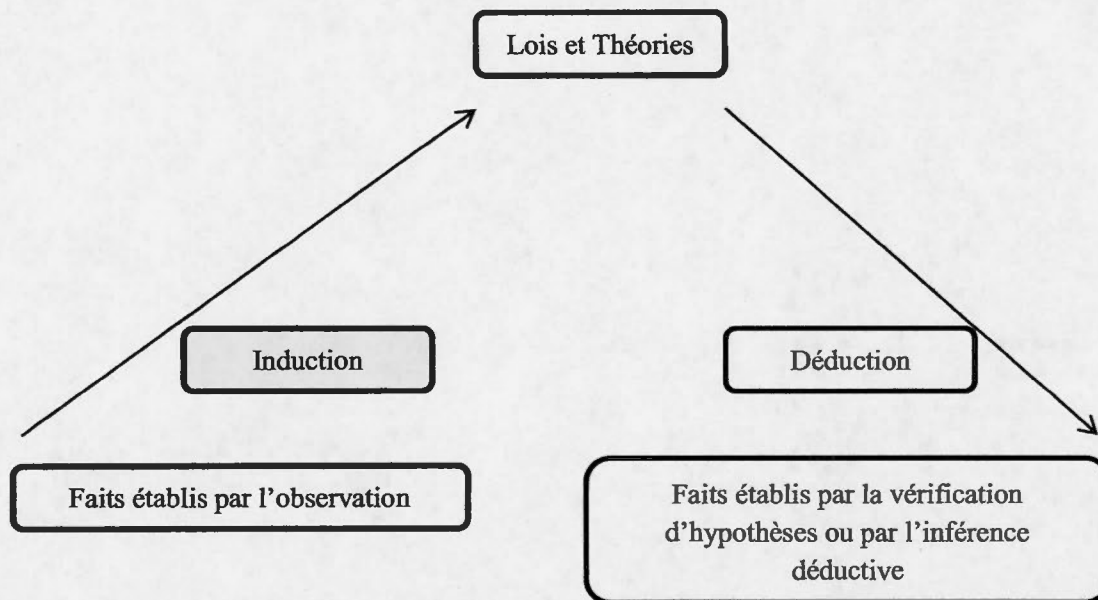 Lois et Théories
Induction
Déduction
Faits établis par l'observation
Faits établis par la vérification
d'hypothèses ou par l'inférence
déductive